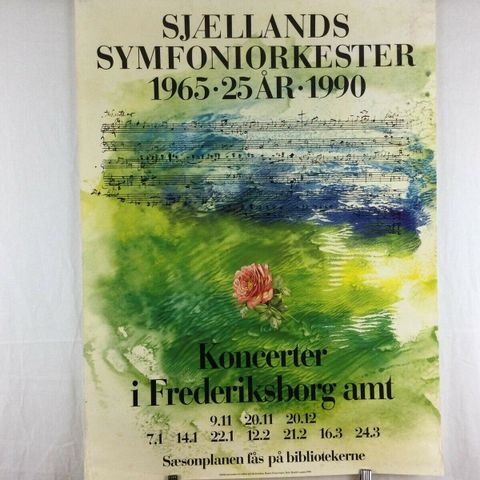 SJÆLLANDS
SYMFONIORKESTER
1965·25ÅR·1990
Koncerter
i Frederiksborg amt
9.11 20.11 20.12
7.1 14.1 22.1 12.2 21.2 16.3 24.3
Sæsonplanen fås på bibliotekerne